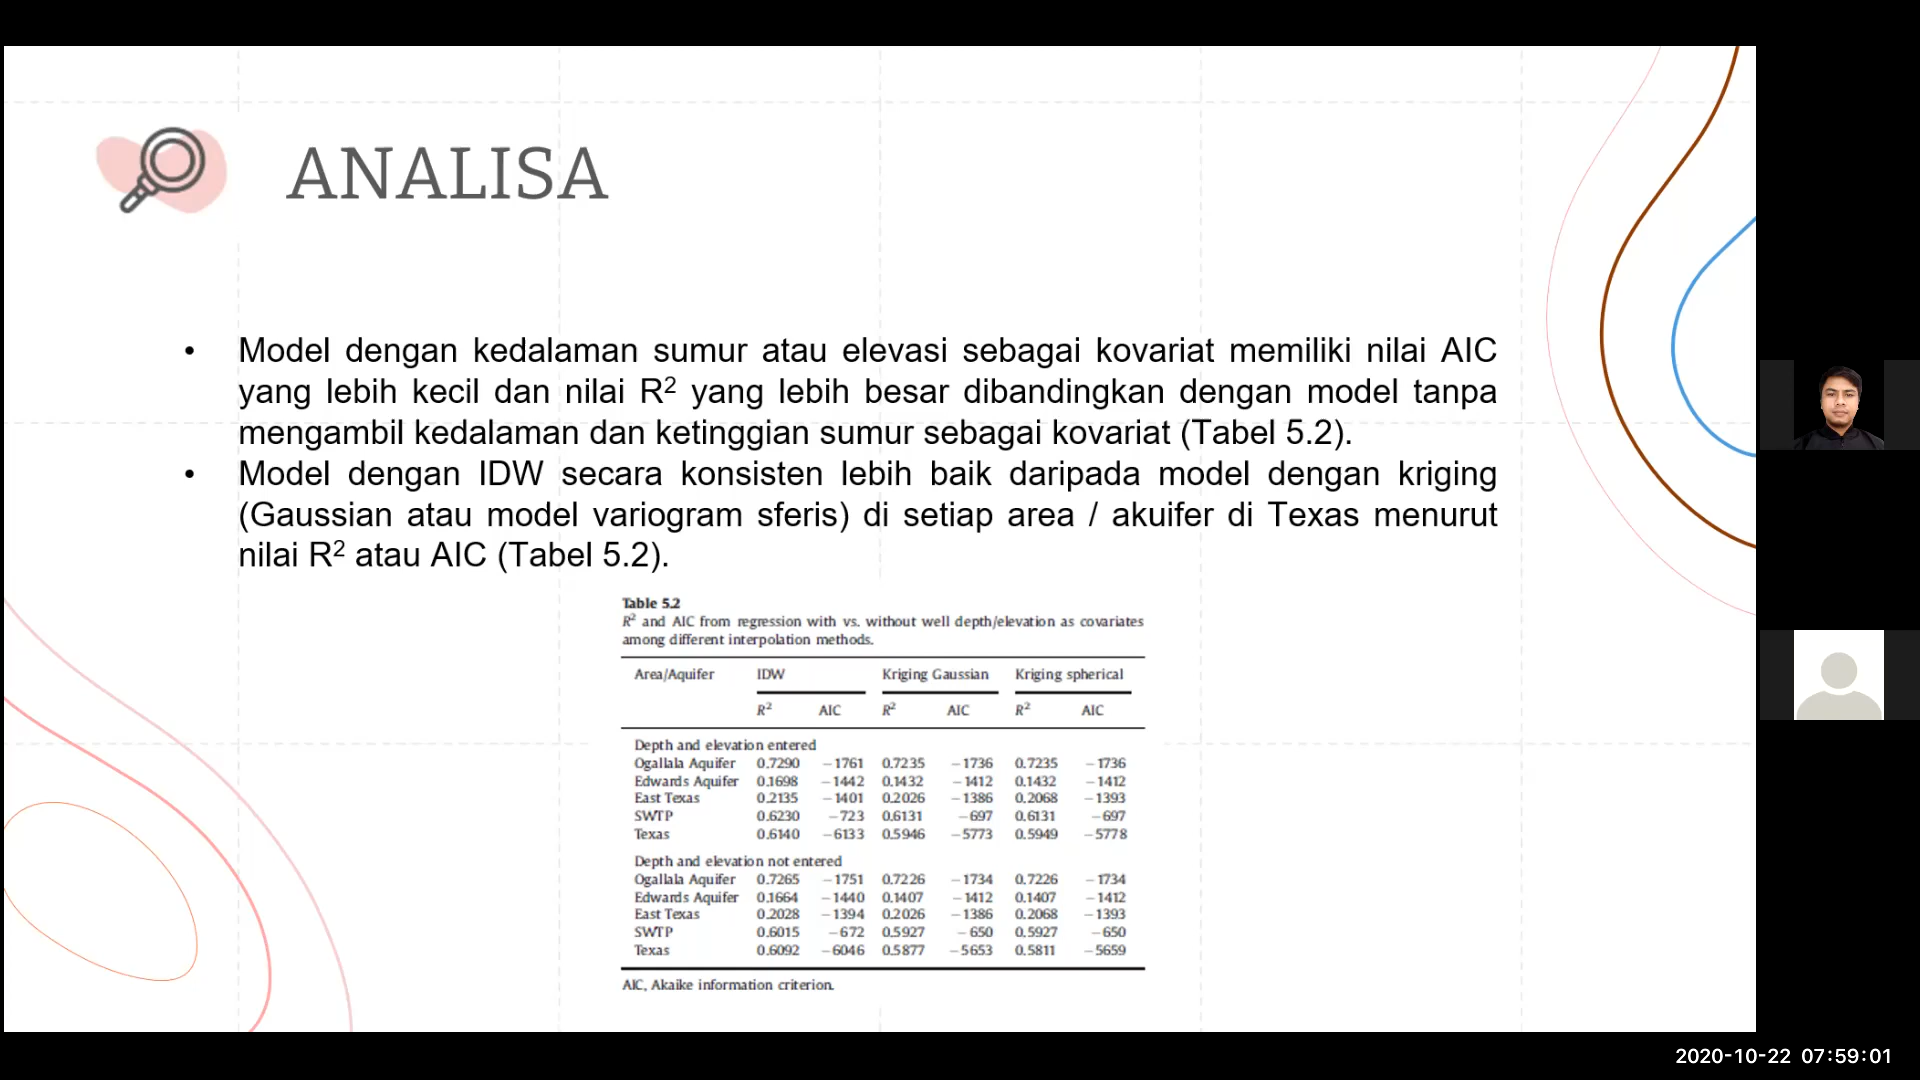 ANALISA
• Model dengan kedalaman sumur atau elevasi sebagai kovariat memiliki nilai AIC
yang lebih kecil dan nilai R² yang lebih besar dibandingkan dengan model tanpa
mengambil kedalaman dan ketinggian sumur sebagai kovariat (Tabel 5.2).
• Model dengan IDW secara konsisten lebih baik daripada model dengan kriging
(Gaussian atau model variogram sferis) di setiap area / akuifer di Texas menurut
nilai R² atau AIC (Tabel 5.2).
Table 5.2
R² and AIC from regression with vs. without well depth/elevation as covariates
among different interpolation methods.
Area/Aquifer IDW Kriging Gaussian Kriging spherical
R² AIC R² AIC R² AIC
Depth and elevation entered
Ogallala Aquifer 0.7290 −1761 0.7235 −1736 0.7235 −1736
Edwards Aquifer 0.1698 −1442 0.1432 −1412 0.1432 −1412
East Texas 0.2135 −1401 0.2026 −1386 0.2068 −1393
SWTP 0.6230 −723 0.6131 −697 0.6131 −697
Texas 0.6140 −6133 0.5946 −5773 0.5949 −5778
Depth and elevation not entered
Ogallala Aquifer 0.7265 −1751 0.7226 −1734 0.7226 −1734
Edwards Aquifer 0.1664 −1440 0.1407 −1412 0.1407 −1412
East Texas 0.2028 −1394 0.2026 −1386 0.2068 −1393
SWTP 0.6015 −672 0.5927 −650 0.5927 −650
Texas 0.6092 −6046 0.5877 −5653 0.5811 −5659
AIC, Akaike information criterion.
2020-10-22 07:59:01